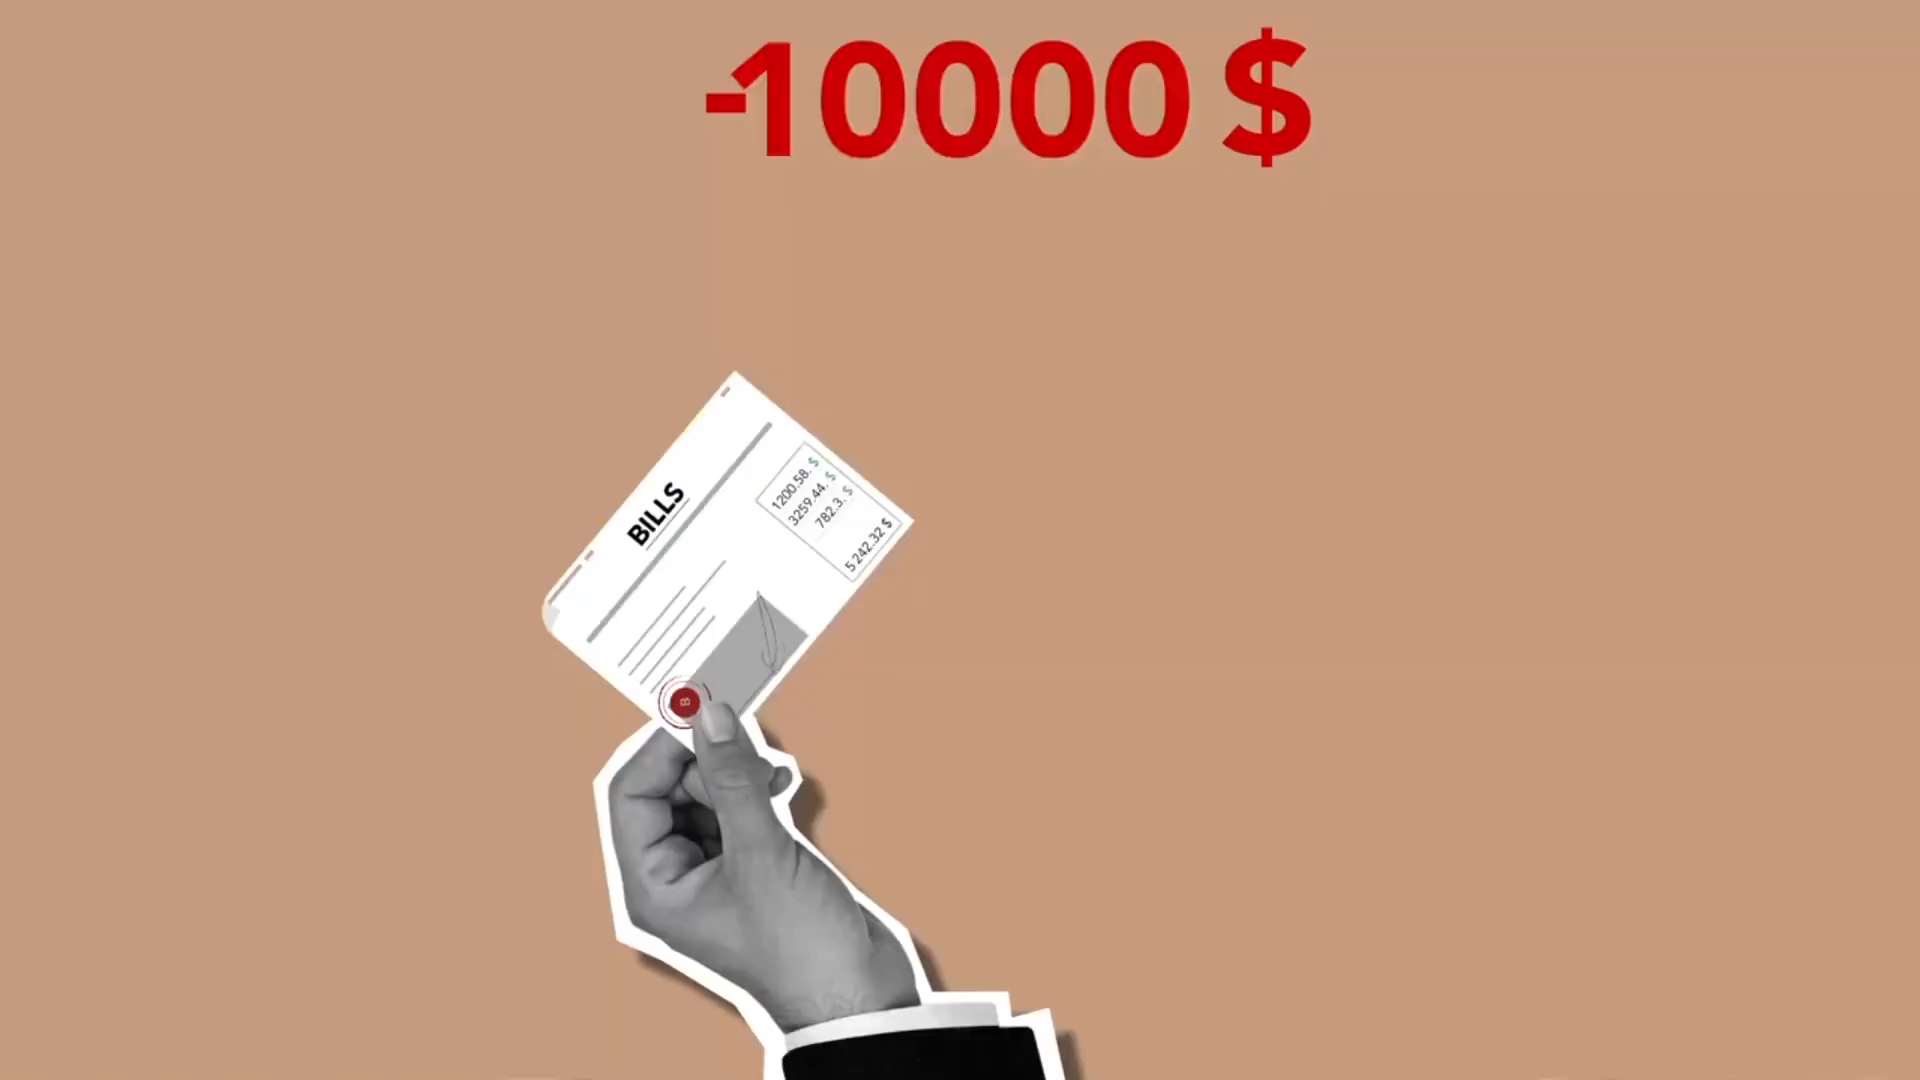 -10000 $
BILLS
1200.58. $
3259.44. $
782.3. $
5 242.32 $
B